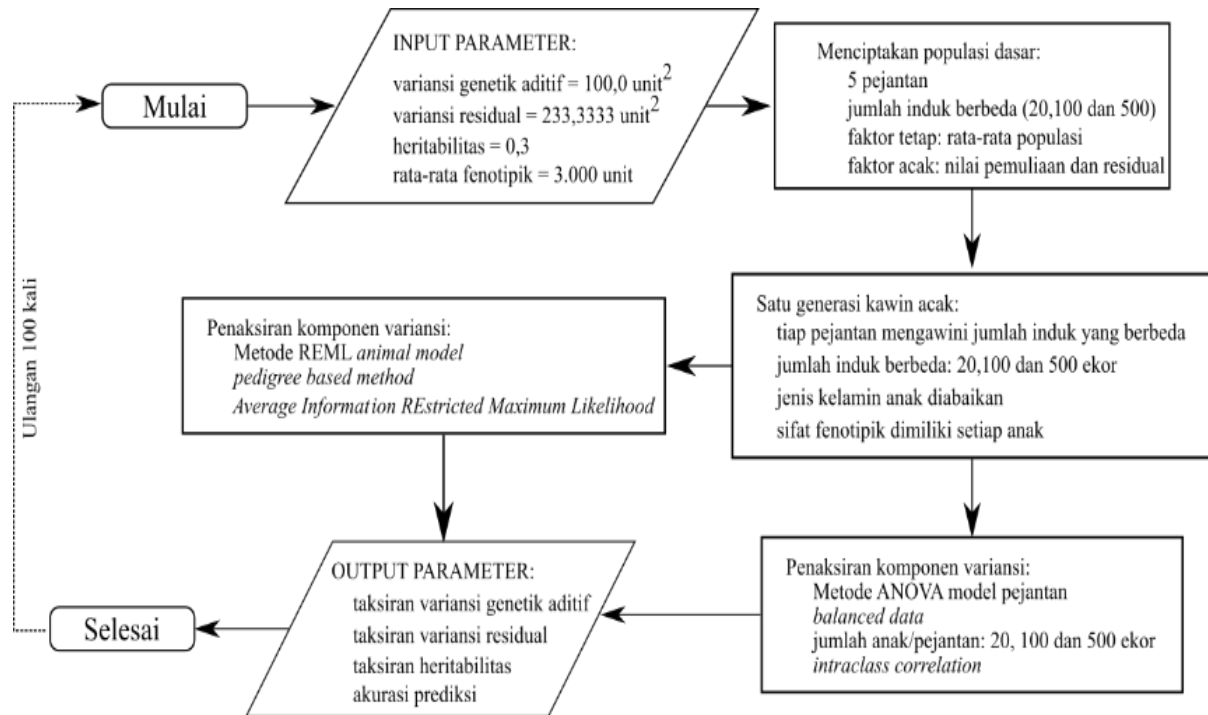 Mulai
INPUT PARAMETER:
variansi genetik aditif = 100,0 unit²
variansi residual = 233,3333 unit²
heritabilitas = 0,3
rata-rata fenotipik = 3.000 unit
Menciptakan populasi dasar:
5 pejantan
jumlah induk berbeda (20,100 dan 500)
faktor tetap: rata-rata populasi
faktor acak: nilai pemuliaan dan residual
Satu generasi kawin acak:
tiap pejantan mengawini jumlah induk yang berbeda
jumlah induk berbeda: 20,100 dan 500 ekor
jenis kelamin anak diabaikan
sifat fenotipik dimiliki setiap anak
Penaksiran komponen variansi:
Metode REML animal model
pedigree based method
Average Information REstricted Maximum Likelihood
Penaksiran komponen variansi:
Metode ANOVA model pejantan
balanced data
jumlah anak/pejantan: 20, 100 dan 500 ekor
intraclass correlation
OUTPUT PARAMETER:
taksiran variansi genetik aditif
taksiran variansi residual
taksiran heritabilitas
akurasi prediksi
Selesai
Ulangan 100 kali